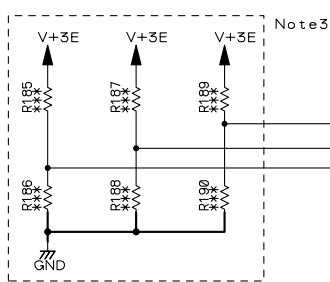 Note3
V+3E V+3E V+3E
R185 *** R187 *** R189 ***
R186 *** R188 *** R190 ***
GND